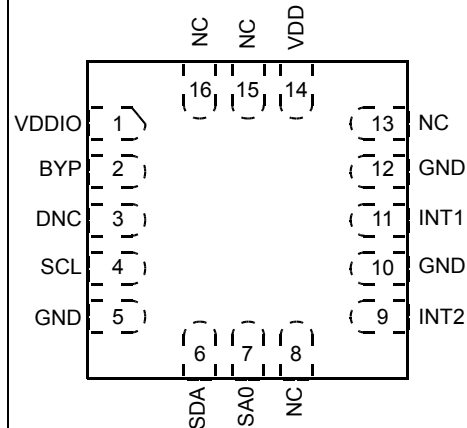 NC NC VDD
16 15 14
VDDIO 1 13 NC
BYP 2 12 GND
DNC 3 11 INT1
SCL 4 10 GND
GND 5 9 INT2
6 7 8
SDA SA0 NC